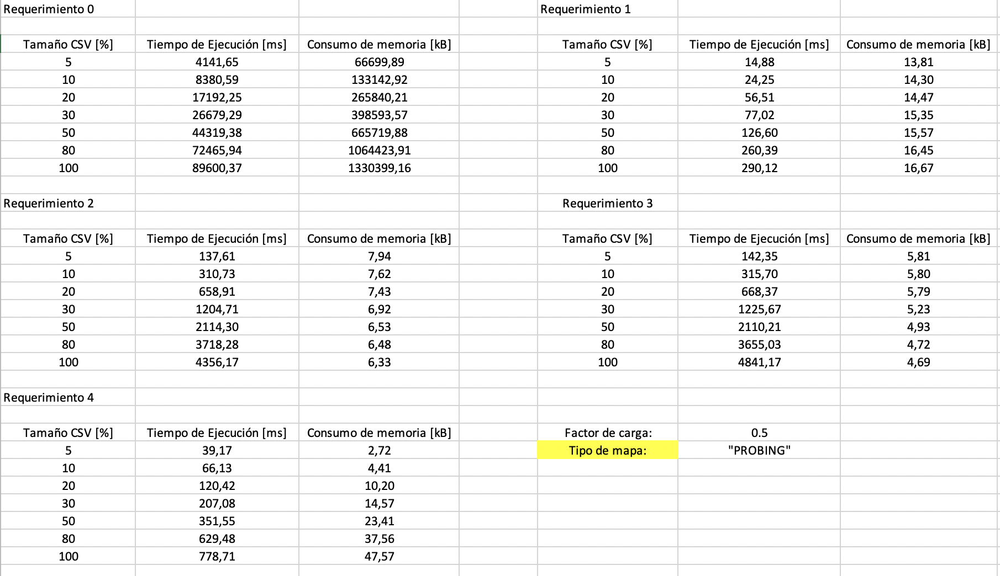 Requerimiento 0 Requerimiento 1
Tamaño CSV [%] Tiempo de Ejecución [ms] Consumo de memoria [kB] Tamaño CSV [%] Tiempo de Ejecución [ms] Consumo de memoria [kB]
5 4141,65 66699,89 5 14,88 13,81
10 8380,59 133142,92 10 24,25 14,30
20 17192,25 265840,21 20 56,51 14,47
30 26679,29 398593,57 30 77,02 15,35
50 44319,38 665719,88 50 126,60 15,57
80 72465,94 1064423,91 80 260,39 16,45
100 89600,37 1330399,16 100 290,12 16,67
Requerimiento 2 Requerimiento 3
Tamaño CSV [%] Tiempo de Ejecución [ms] Consumo de memoria [kB] Tamaño CSV [%] Tiempo de Ejecución [ms] Consumo de memoria [kB]
5 137,61 7,94 5 142,35 5,81
10 310,73 7,62 10 315,70 5,80
20 658,91 7,43 20 668,37 5,79
30 1204,71 6,92 30 1225,67 5,23
50 2114,30 6,53 50 2110,21 4,93
80 3718,28 6,48 80 3655,03 4,72
100 4356,17 6,33 100 4841,17 4,69
Requerimiento 4
Tamaño CSV [%] Tiempo de Ejecución [ms] Consumo de memoria [kB] Factor de carga: 0.5
5 39,17 2,72 Tipo de mapa: "PROBING"
10 66,13 4,41
20 120,42 10,20
30 207,08 14,57
50 351,55 23,41
80 629,48 37,56
100 778,71 47,57